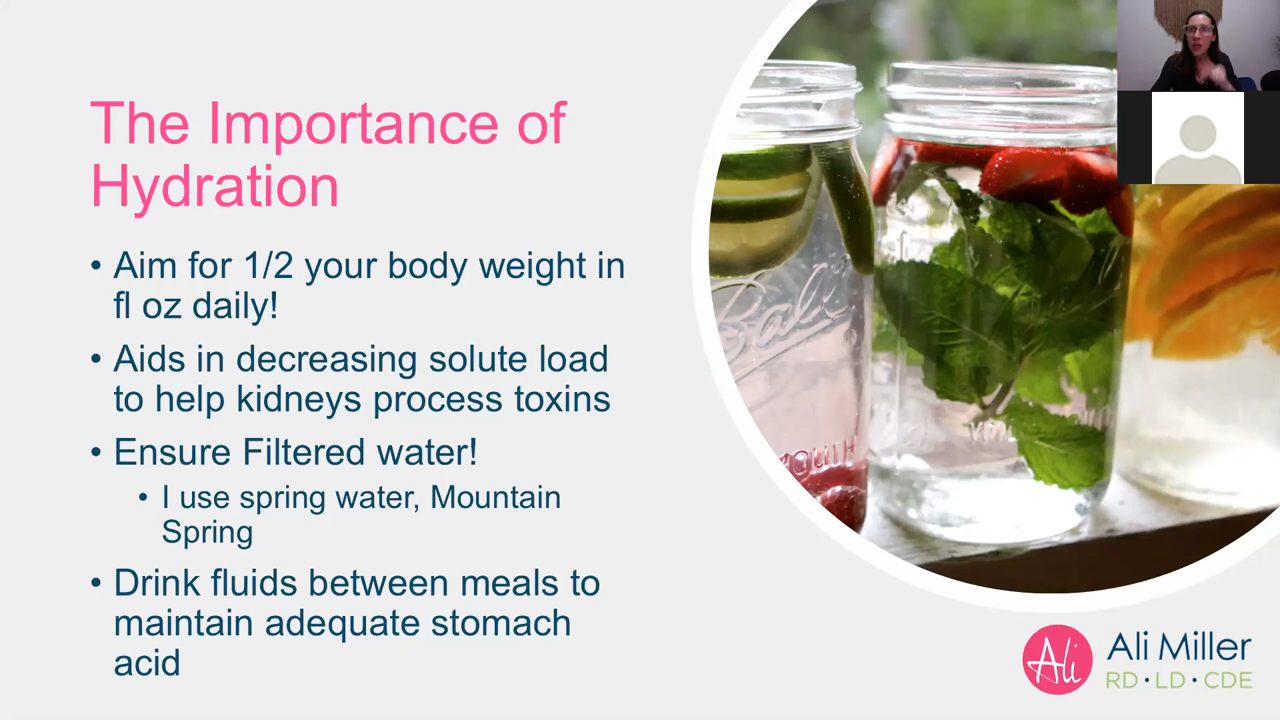 The Importance of
Hydration
• Aim for 1/2 your body weight in
fl oz daily!
• Aids in decreasing solute load
to help kidneys process toxins
• Ensure Filtered water!
• I use spring water, Mountain
Spring
• Drink fluids between meals to
maintain adequate stomach
acid
Ball
MOUTH
Ali
Ali Miller
RD • LD • CDE